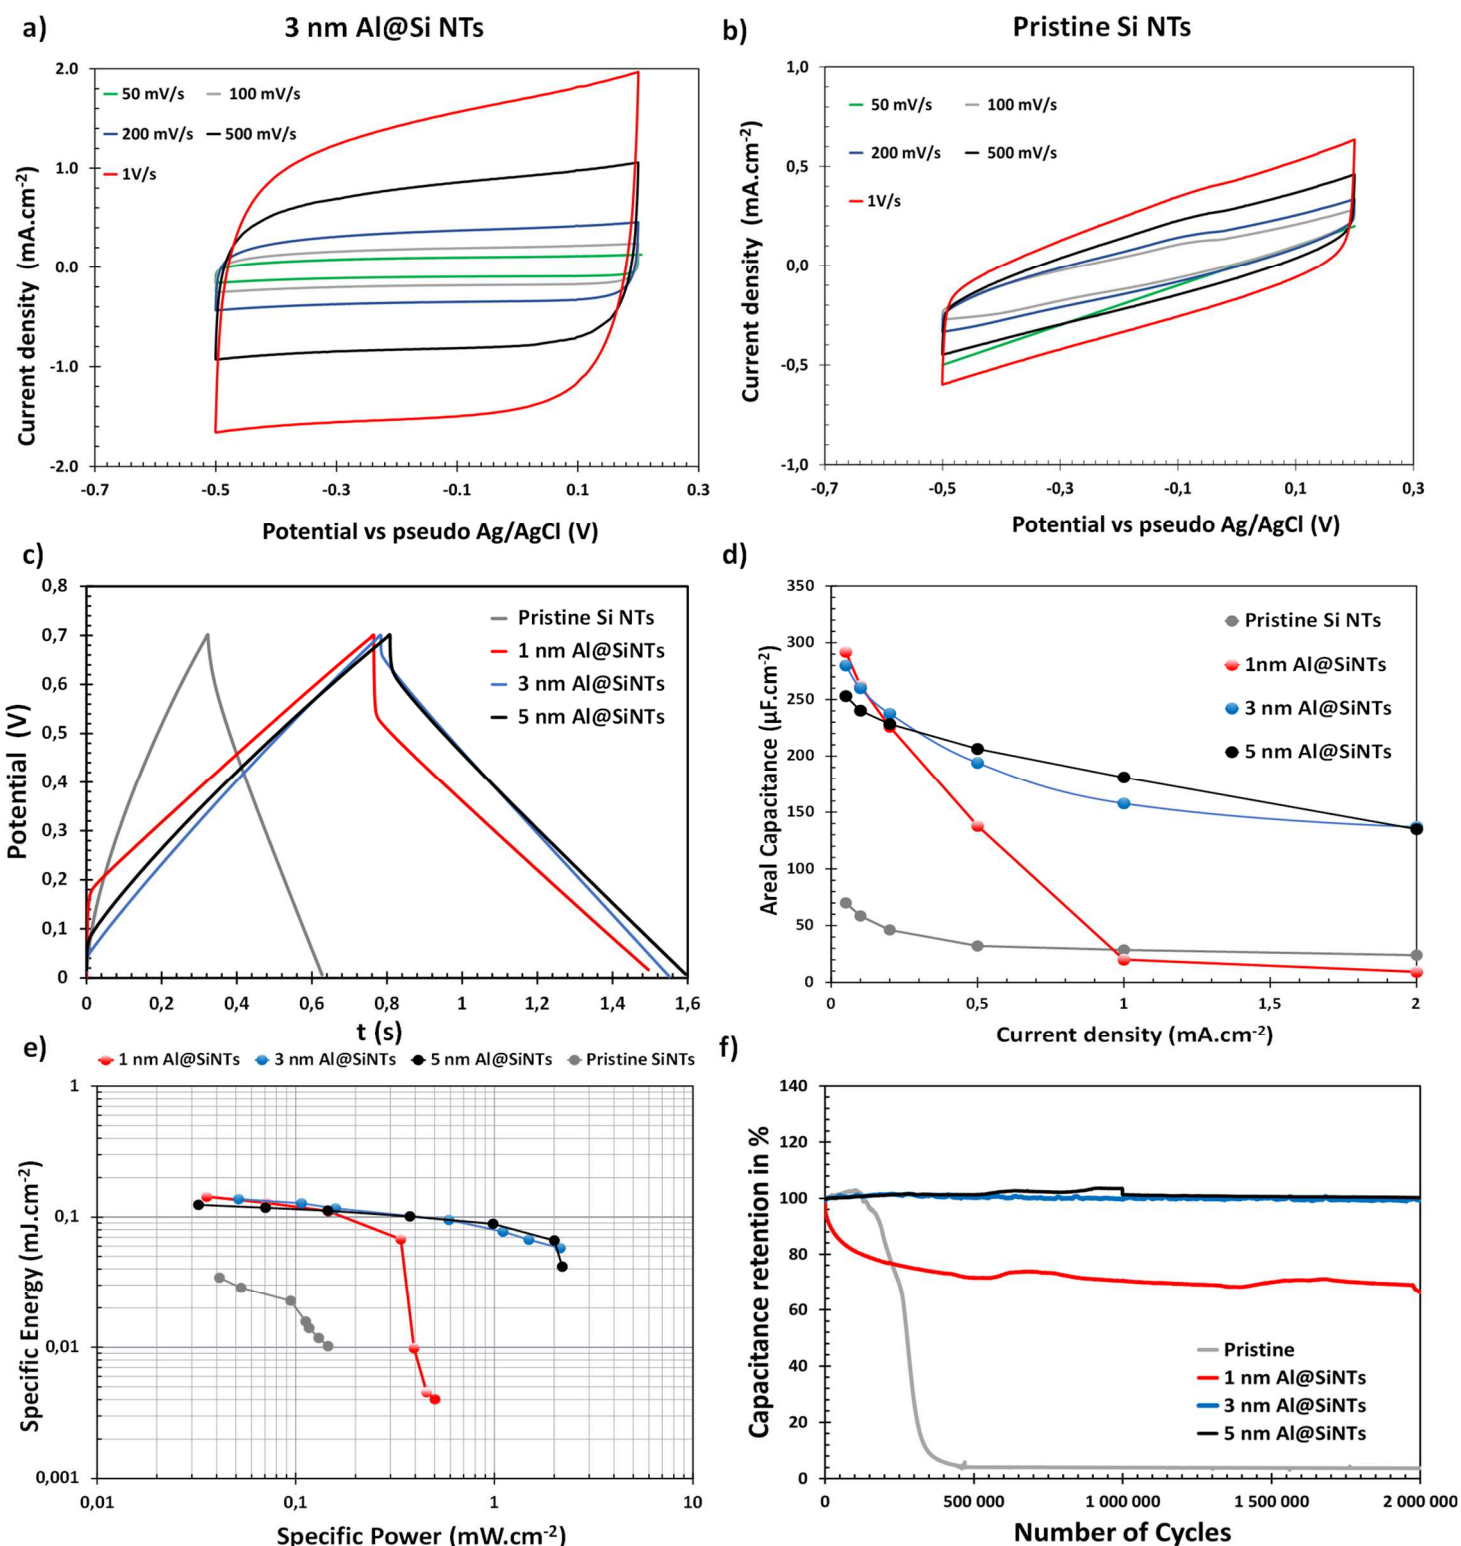 a)
3 nm Al@Si NTs
2.0
1.0
0.0
-1.0
-2.0
-0.7
-0.5
-0.3
-0.1
0.1
0.3
50 mV/s
100 mV/s
200 mV/s
500 mV/s
1V/s
Current density (mA.cm-2)
Potential vs pseudo Ag/AgCl (V)
b)
Pristine Si NTs
1,0
0,5
0,0
-0,5
-1,0
-0,7
-0,5
-0,3
-0,1
0,1
0,3
50 mV/s
100 mV/s
200 mV/s
500 mV/s
1V/s
Current density (mA.cm-2)
Potential vs pseudo Ag/AgCl (V)
c)
0,8
0,7
0,6
0,5
0,4
0,3
0,2
0,1
0
0
0,2
0,4
0,6
0,8
1
1,2
1,4
1,6
Pristine Si NTs
1 nm Al@SiNTs
3 nm Al@SiNTs
5 nm Al@SiNTs
Potential (V)
t (s)
d)
350
300
250
200
150
100
50
0
0
0,5
1
1,5
2
Pristine Si NTs
1nm Al@SiNTs
3 nm Al@SiNTs
5 nm Al@SiNTs
Areal Capacitance (µF.cm-2)
Current density (mA.cm-2)
e)
1 nm Al@SiNTs
3 nm Al@SiNTs
5 nm Al@SiNTs
Pristine SiNTs
1
0,1
0,01
0,001
0,01
0,1
1
10
Specific Energy (mJ.cm-2)
Specific Power (mW.cm-2)
f)
140
120
100
80
60
40
20
0
0
500 000
1 000 000
1 500 000
2 000 000
Pristine
1 nm Al@SiNTs
3 nm Al@SiNTs
5 nm Al@SiNTs
Capacitance retention in %
Number of Cycles